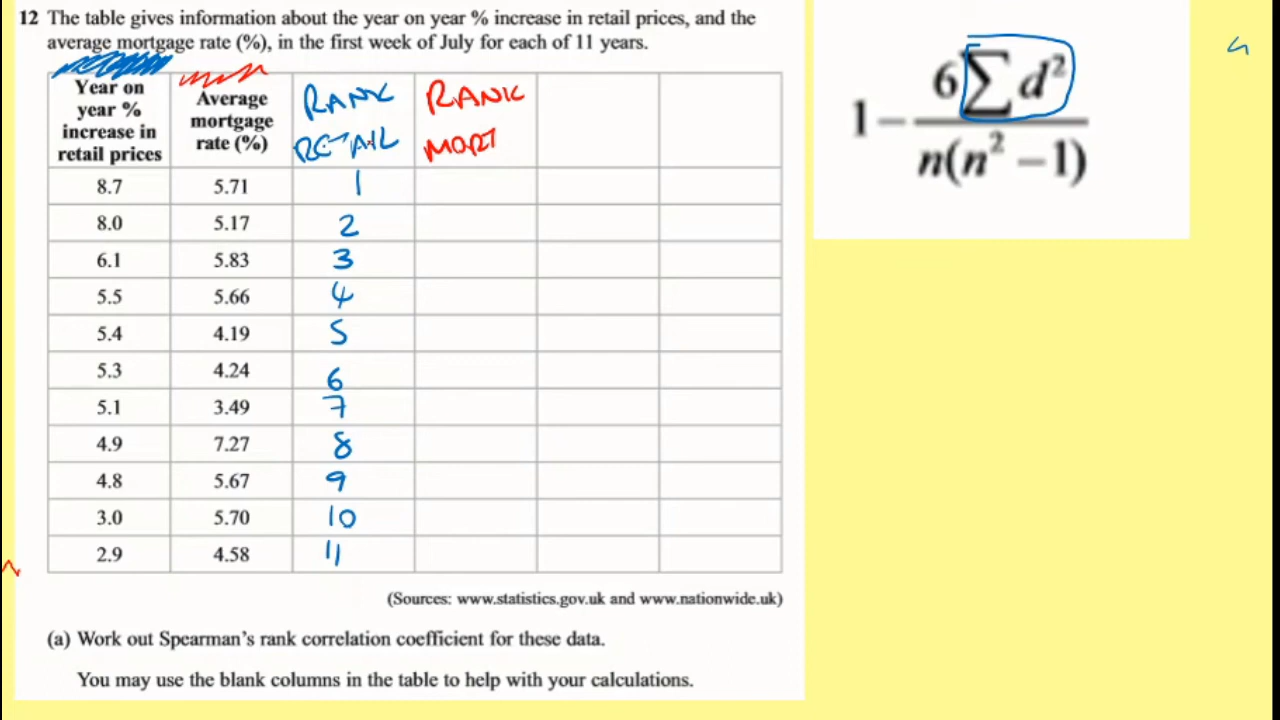 12 The table gives information about the year on year % increase in retail prices, and the
average mortgage rate (%), in the first week of July for each of 11 years.
Year on year % increase in retail prices | Average mortgage rate (%) | RANK RETAIL | RANK MORT
8.7 5.71 1
8.0 5.17 2
6.1 5.83 3
5.5 5.66 4
5.4 4.19 5
5.3 4.24 6
5.1 3.49 7
4.9 7.27 8
4.8 5.67 9
3.0 5.70 10
2.9 4.58 11
(Sources: www.statistics.gov.uk and www.nationwide.uk)
(a) Work out Spearman's rank correlation coefficient for these data.
You may use the blank columns in the table to help with your calculations.
1 − 6∑d² / n(n² − 1)